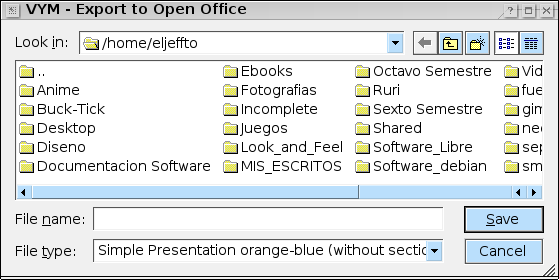 VYM - Export to Open Office
Look in: /home/eljeffto
.. Ebooks Octavo Semestre Vid
Anime Fotografias Ruri fue
Buck-Tick Incomplete Sexto Semestre gim
Desktop Juegos Shared nec
Diseno Look_and_Feel Software_Libre sep
Documentacion Software MIS_ESCRITOS Software_debian sm
File name: Save
File type: Simple Presentation orange-blue (without sectic Cancel